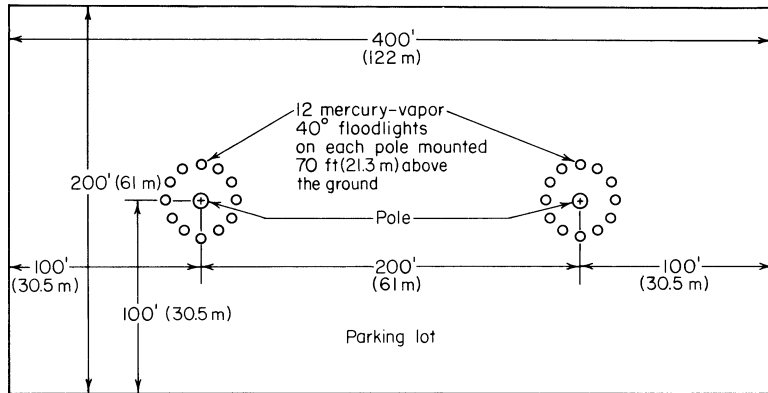 400'
(122 m)
12 mercury-vapor
40° floodlights
on each pole mounted
70 ft (21.3 m) above
the ground
200' (61 m)
Pole
100'
(30.5 m)
200'
(61 m)
100'
(30.5 m)
100' (30.5 m)
Parking lot